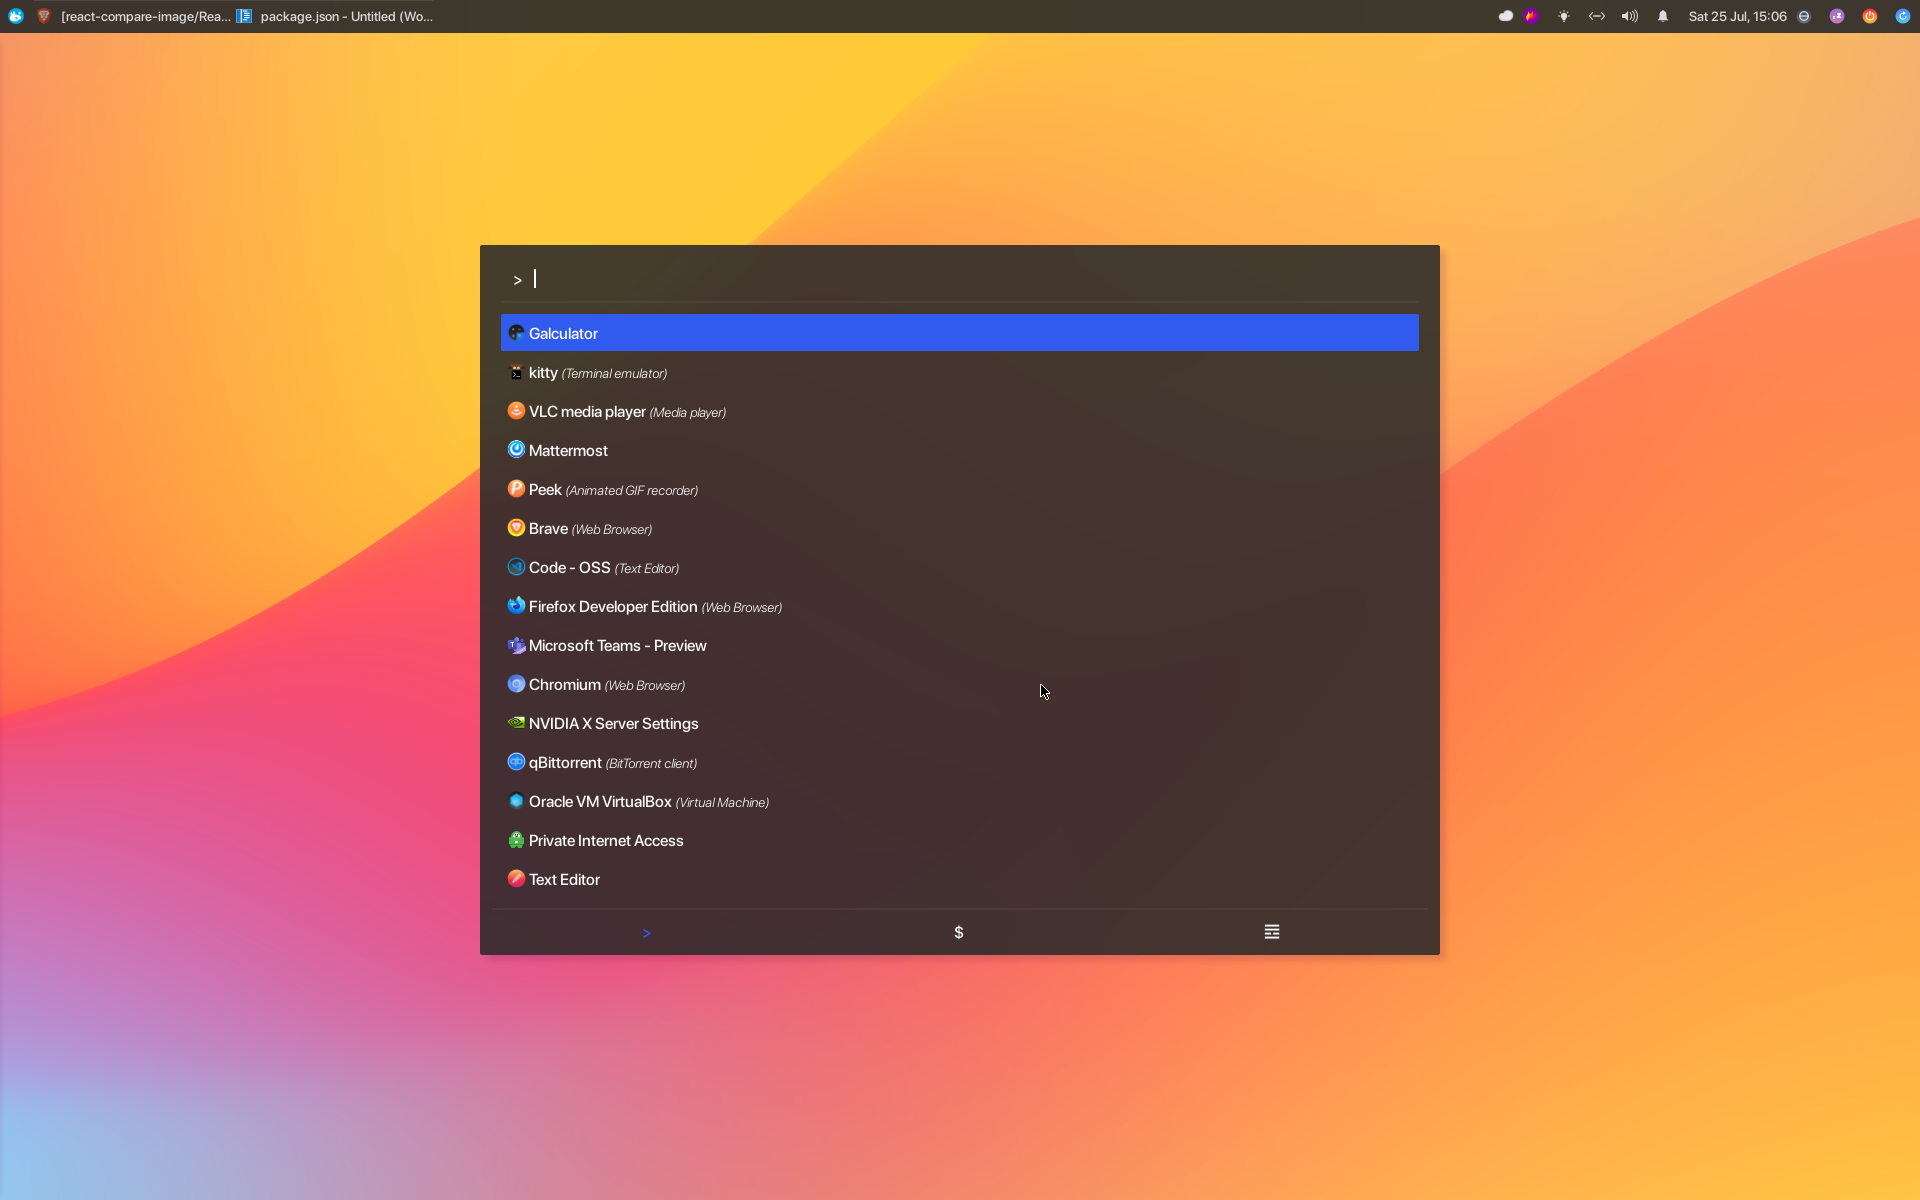 [react-compare-image/Rea... package.json - Untitled (Wo... Sat 25 Jul, 15:06
>
Galculator
kitty (Terminal emulator)
VLC media player (Media player)
Mattermost
Peek (Animated GIF recorder)
Brave (Web Browser)
Code - OSS (Text Editor)
Firefox Developer Edition (Web Browser)
Microsoft Teams - Preview
Chromium (Web Browser)
NVIDIA X Server Settings
qBittorrent (BitTorrent client)
Oracle VM VirtualBox (Virtual Machine)
Private Internet Access
Text Editor
> $